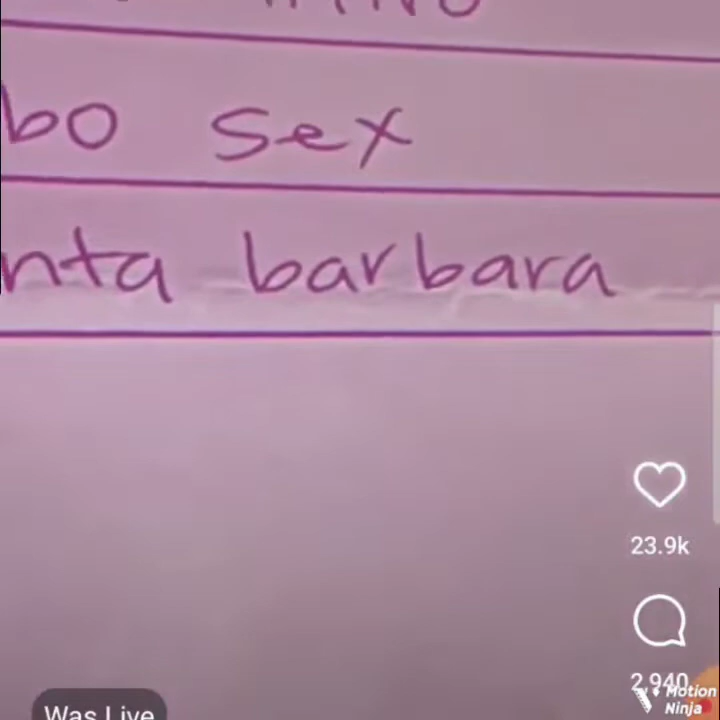 bo sex
nta barbara
23.9k
2,940
Motion
Ninja
Was Live